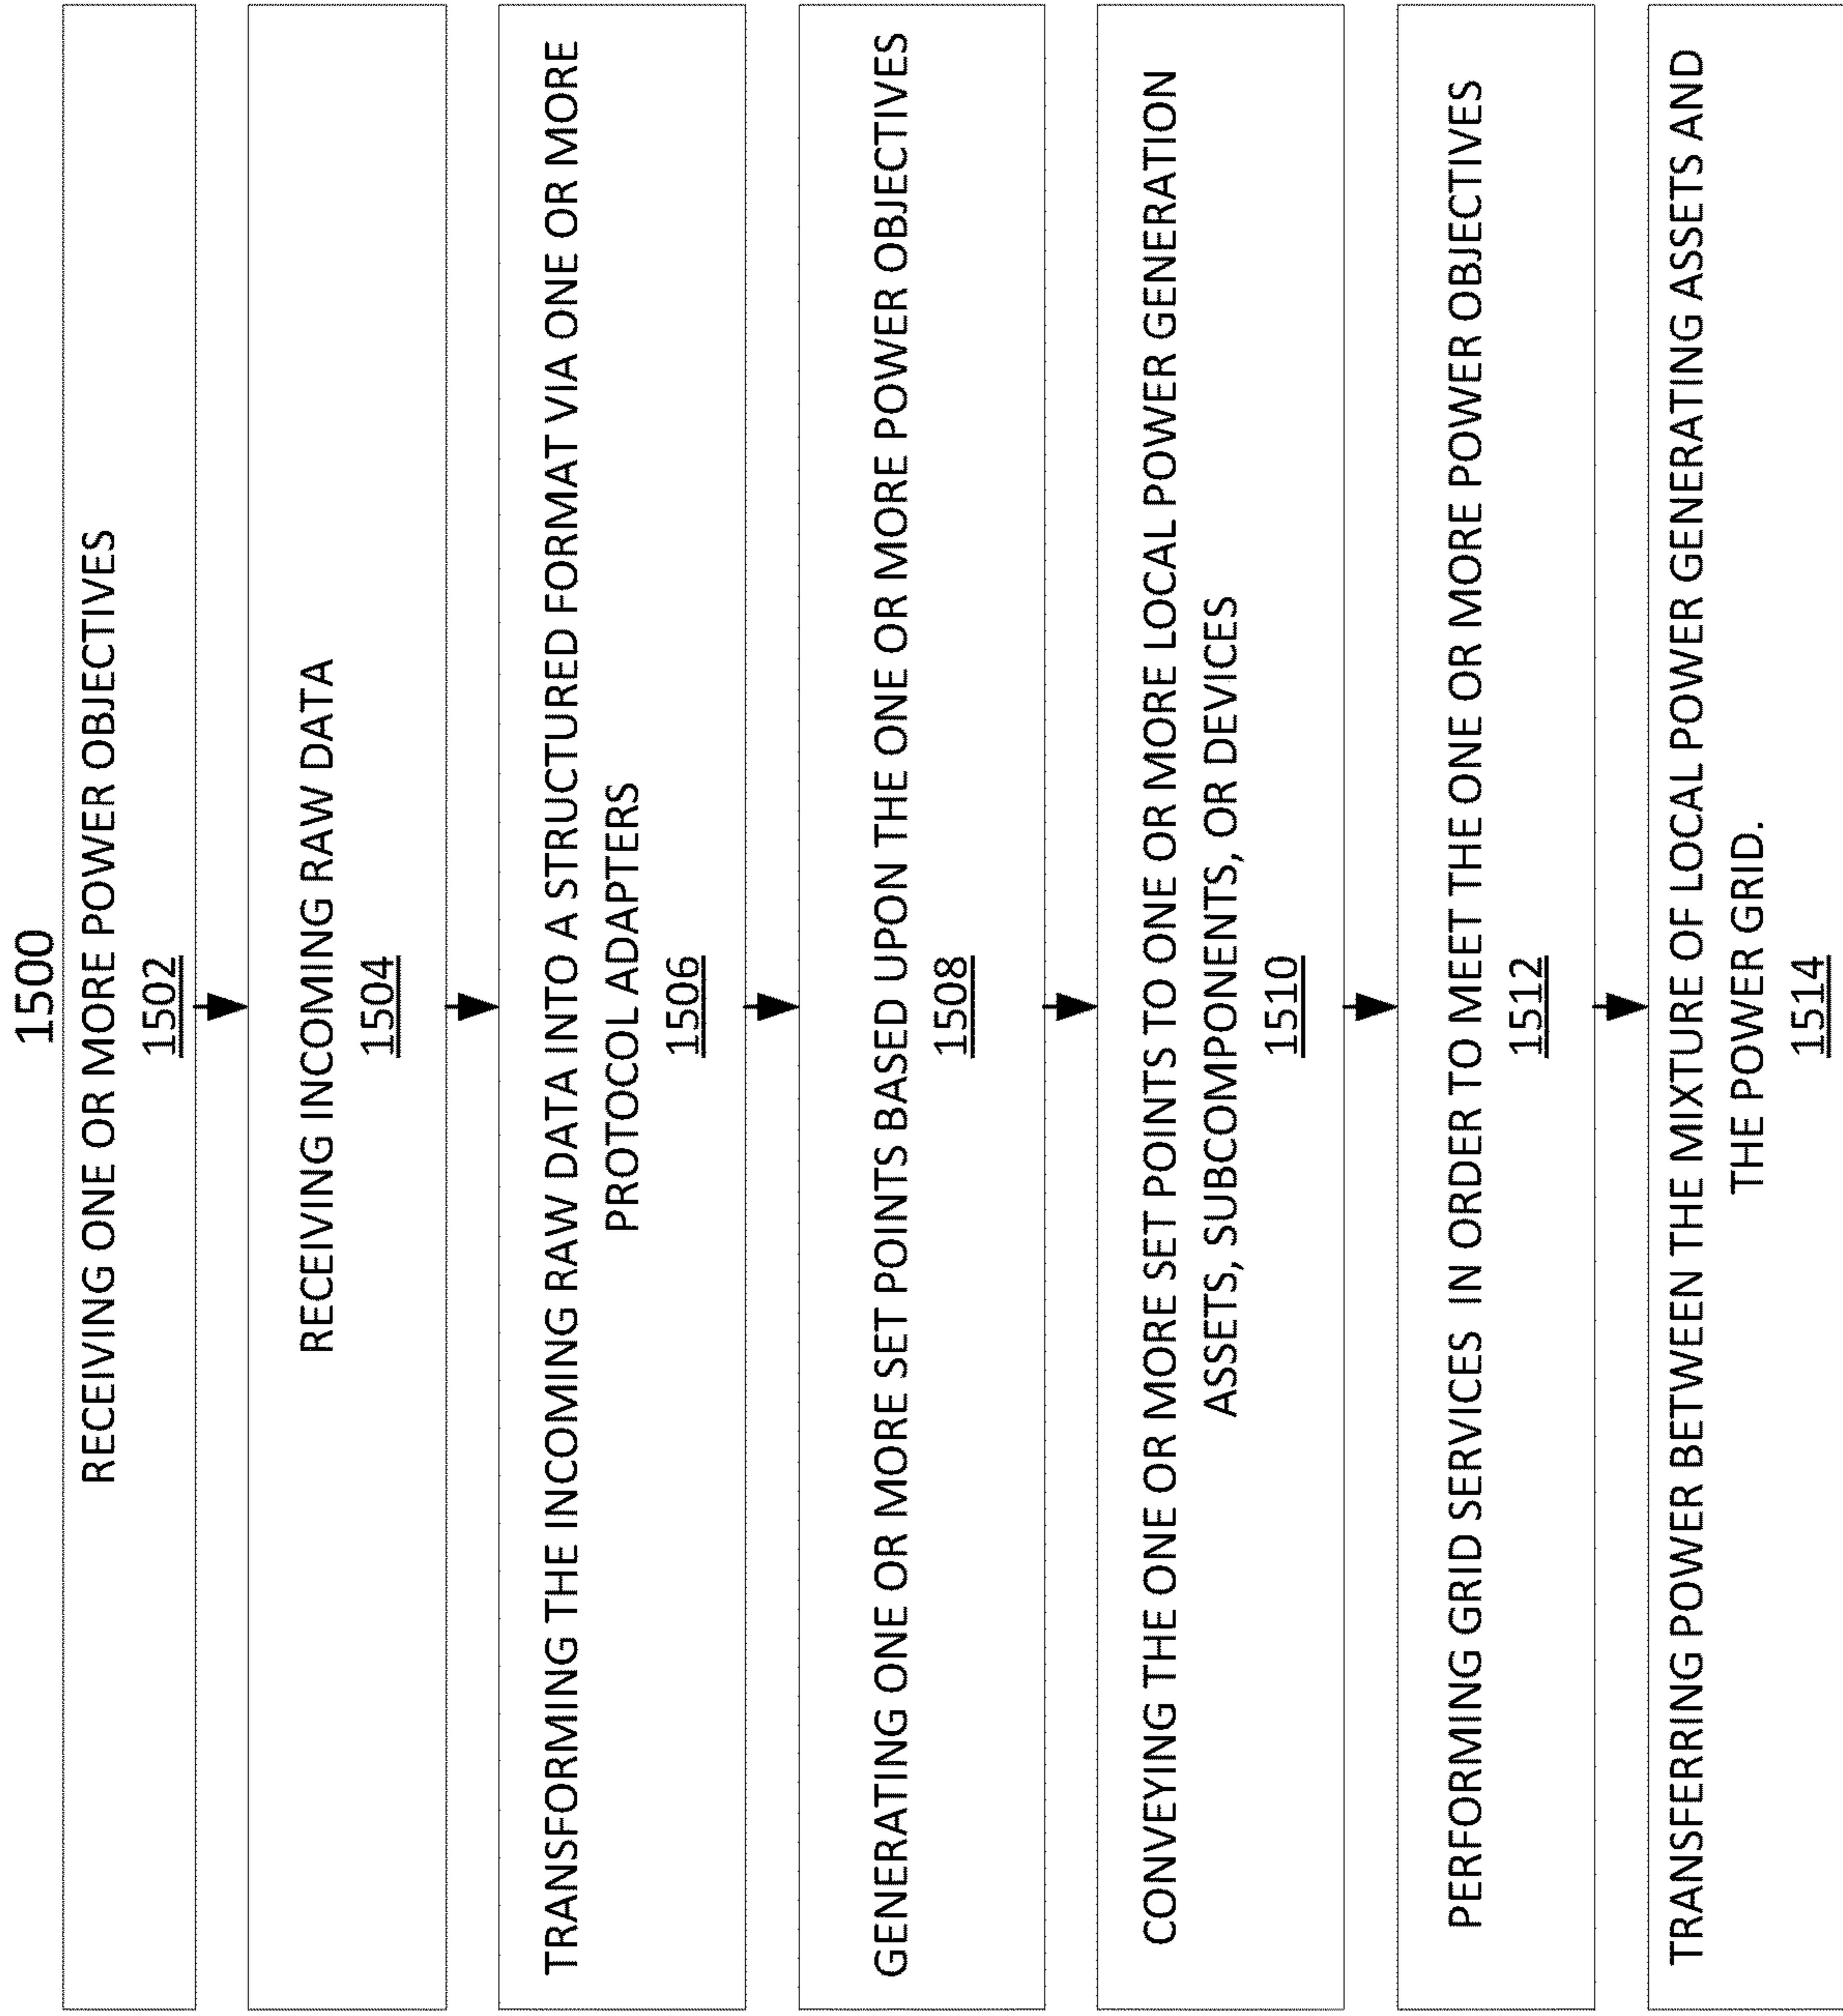 1500
RECEIVING ONE OR MORE POWER OBJECTIVES
1502
RECEIVING INCOMING RAW DATA
1504
TRANSFORMING THE INCOMING RAW DATA INTO A STRUCTURED FORMAT VIA ONE OR MORE
PROTOCOL ADAPTERS
1506
GENERATING ONE OR MORE SET POINTS BASED UPON THE ONE OR MORE POWER OBJECTIVES
1508
CONVEYING THE ONE OR MORE SET POINTS TO ONE OR MORE LOCAL POWER GENERATION
ASSETS, SUBCOMPONENTS, OR DEVICES
1510
PERFORMING GRID SERVICES IN ORDER TO MEET THE ONE OR MORE POWER OBJECTIVES
1512
TRANSFERRING POWER BETWEEN THE MIXTURE OF LOCAL POWER GENERATING ASSETS AND
THE POWER GRID.
1514